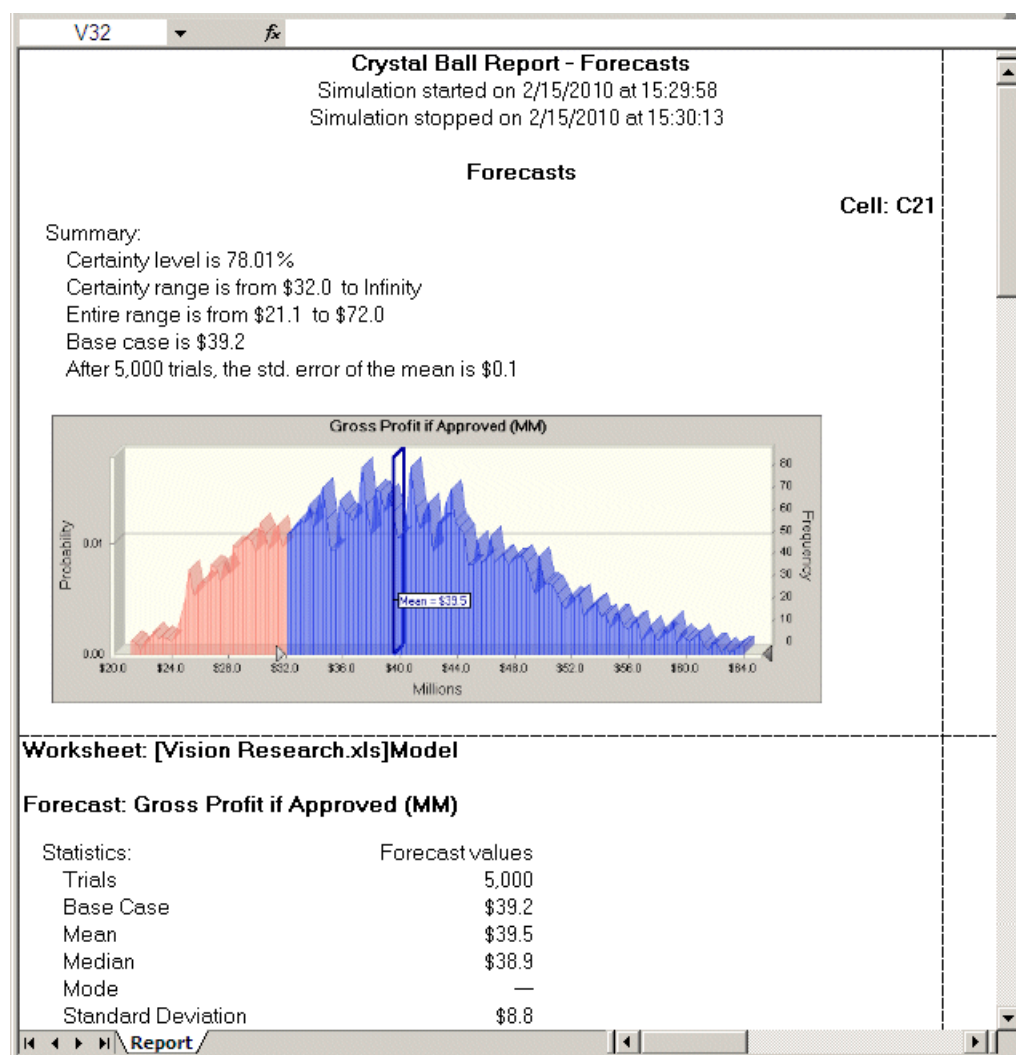 V32 fx
Crystal Ball Report - Forecasts
Simulation started on 2/15/2010 at 15:29:58
Simulation stopped on 2/15/2010 at 15:30:13
Forecasts
Cell: C21
Summary:
Certainty level is 78.01%
Certainty range is from $32.0 to Infinity
Entire range is from $21.1 to $72.0
Base case is $39.2
After 5,000 trials, the std. error of the mean is $0.1
Gross Profit if Approved (MM)
Probability
0.01
0.00
80
70
60
50
40
30
20
10
0
Frequency
Mean = $39.5
$20.0 $24.0 $28.0 $32.0 $36.0 $40.0 $44.0 $48.0 $52.0 $56.0 $60.0 $64.0
Millions
Worksheet: [Vision Research.xls]Model
Forecast: Gross Profit if Approved (MM)
Statistics: Forecast values
Trials 5,000
Base Case $39.2
Mean $39.5
Median $38.9
Mode —
Standard Deviation $8.8
Report